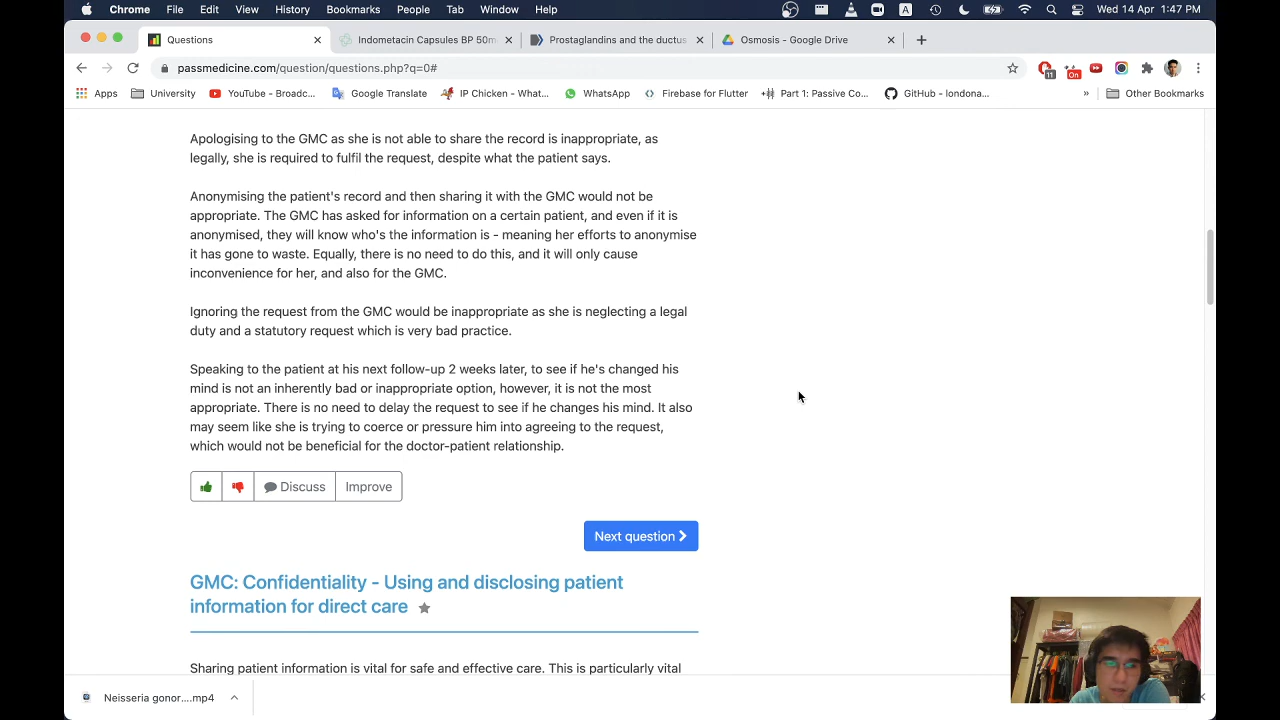 Chrome File Edit View History Bookmarks People Tab Window Help
A
Wed 14 Apr 1:47 PM
Questions
Indometacin Capsules BP 50m
Prostaglandins and the ductus
Osmosis - Google Drive
passmedicine.com/question/questions.php?q=0#
11
On
Apps University YouTube - Broadc... Google Translate IP Chicken - What... WhatsApp Firebase for Flutter Part 1: Passive Co... GitHub - londona... » Other Bookmarks
Apologising to the GMC as she is not able to share the record is inappropriate, as
legally, she is required to fulfil the request, despite what the patient says.
Anonymising the patient's record and then sharing it with the GMC would not be
appropriate. The GMC has asked for information on a certain patient, and even if it is
anonymised, they will know who's the information is - meaning her efforts to anonymise
it has gone to waste. Equally, there is no need to do this, and it will only cause
inconvenience for her, and also for the GMC.
Ignoring the request from the GMC would be inappropriate as she is neglecting a legal
duty and a statutory request which is very bad practice.
Speaking to the patient at his next follow-up 2 weeks later, to see if he's changed his
mind is not an inherently bad or inappropriate option, however, it is not the most
appropriate. There is no need to delay the request to see if he changes his mind. It also
may seem like she is trying to coerce or pressure him into agreeing to the request,
which would not be beneficial for the doctor-patient relationship.
Discuss Improve
Next question
GMC: Confidentiality - Using and disclosing patient
information for direct care
Sharing patient information is vital for safe and effective care. This is particularly vital
Neisseria gonor....mp4